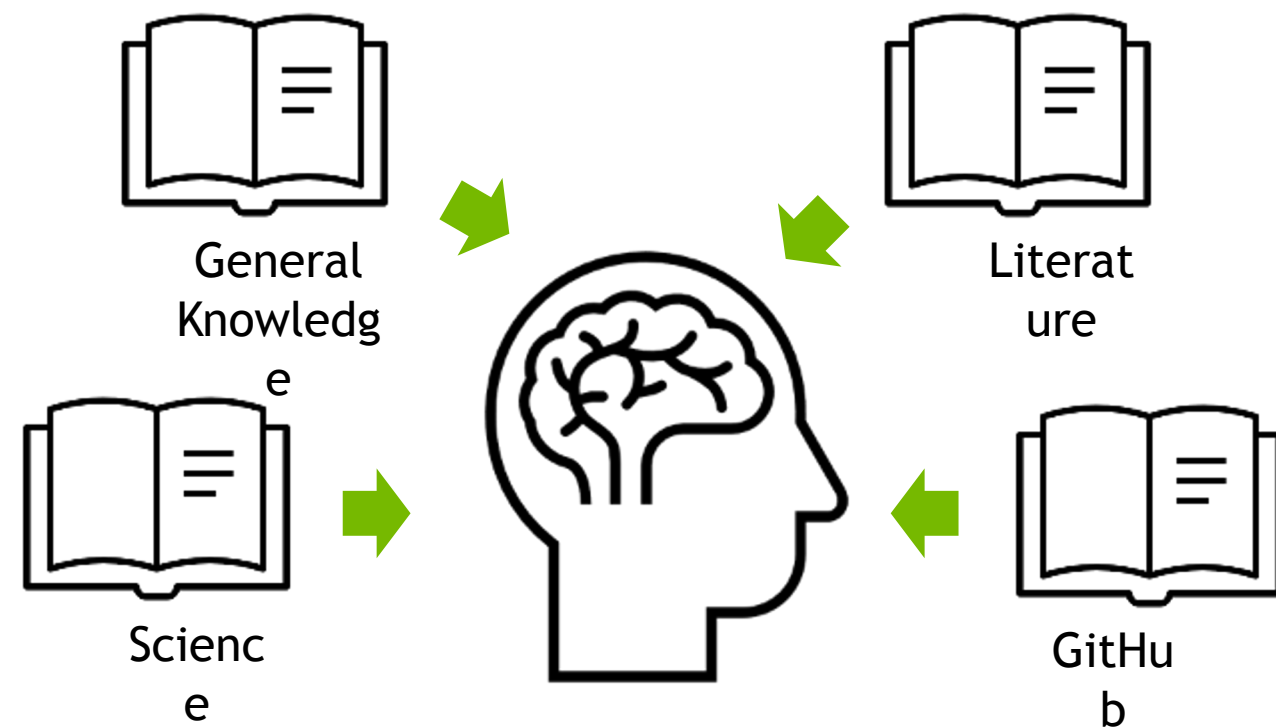 General
Knowledg
e
Literat
ure
Scienc
e
GitHu
b